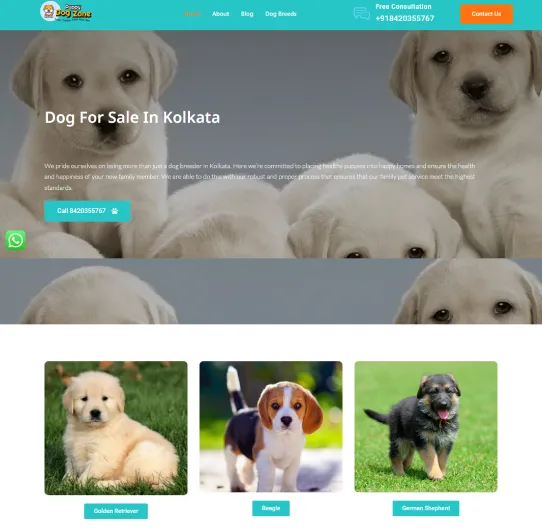 Puppy
Dog Zone
Home
About
Blog
Dog Breeds
Free Consultation
+918420355767
Contact Us
Dog For Sale In Kolkata
We pride ourselves on being more than just a dog breeder in Kolkata. Here we're committed to placing healthy puppies into happy homes and ensure the health
and happiness of your new family member. We are able to do this with our robust and proper process that ensures that our family pet service meet the highest
standards.
Call 8420355767
Golden Retriever
Beagle
German Shepherd